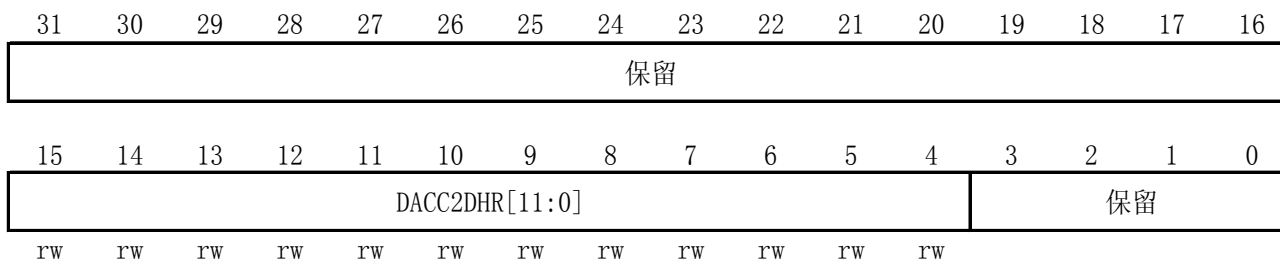 31 30 29 28 27 26 25 24 23 22 21 20 19 18 17 16
保留
15 14 13 12 11 10 9 8 7 6 5 4 3 2 1 0
DACC2DHR[11:0] 保留
rw rw rw rw rw rw rw rw rw rw rw rw